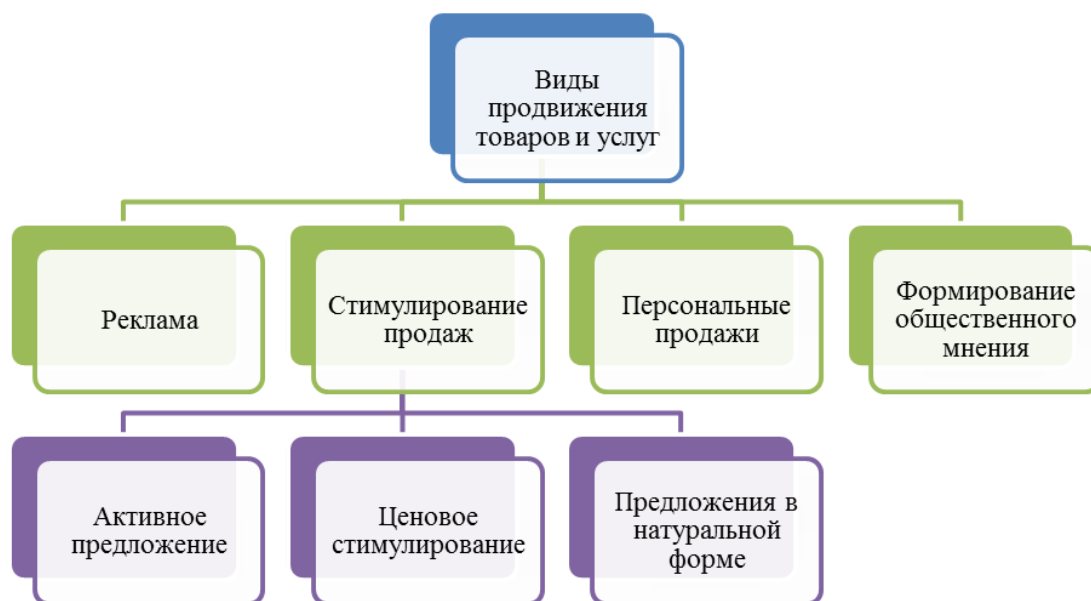 Виды
продвижения
товаров и услуг
Реклама
Стимулирование
продаж
Персональные
продажи
Формирование
общественного
мнения
Активное
предложение
Ценовое
стимулирование
Предложения в
натуральной
форме